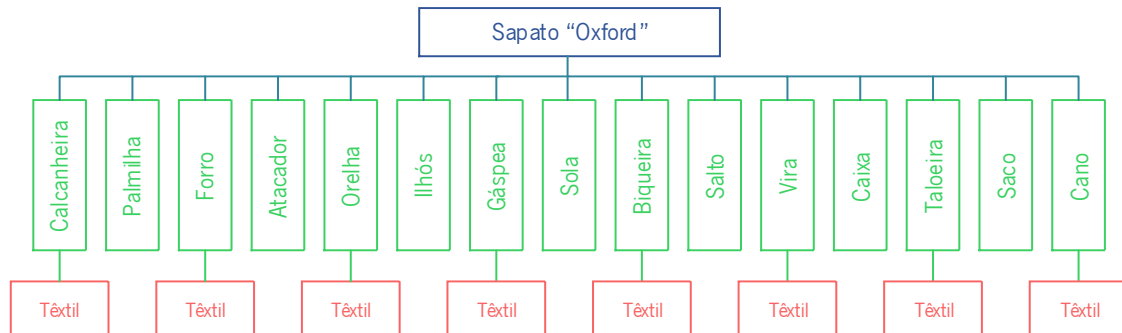 Sapato “Oxford”
Calcanheira
Palmilha
Forro
Atacador
Orelha
Ilhós
Gáspea
Sola
Biqueira
Salto
Vira
Caixa
Taloeira
Saco
Cano
Têxtil
Têxtil
Têxtil
Têxtil
Têxtil
Têxtil
Têxtil
Têxtil